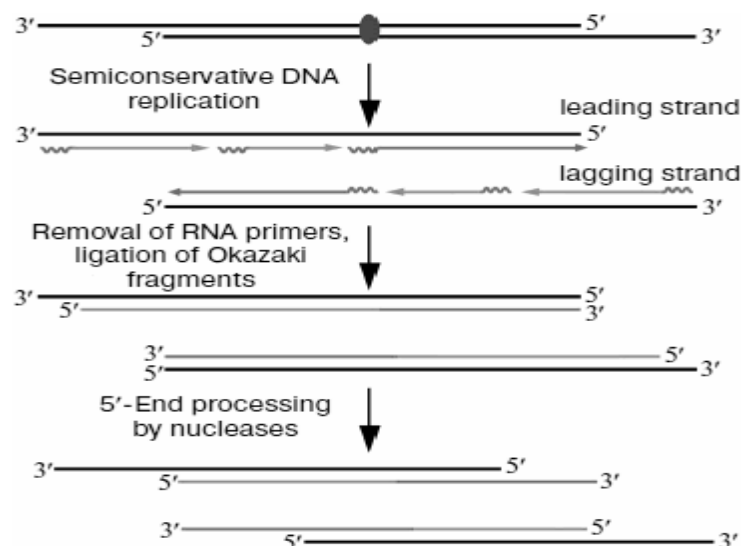 3′ 5′
5′ 3′
Semiconservative DNA
replication
leading strand
3′ 5′
lagging strand
5′ 3′
Removal of RNA primers,
ligation of Okazaki
fragments
3′ 5′
5′ 3′
3′ 5′
5′ 3′
5′-End processing
by nucleases
3′ 5′
5′ 3′
3′ 5′
5′ 3′